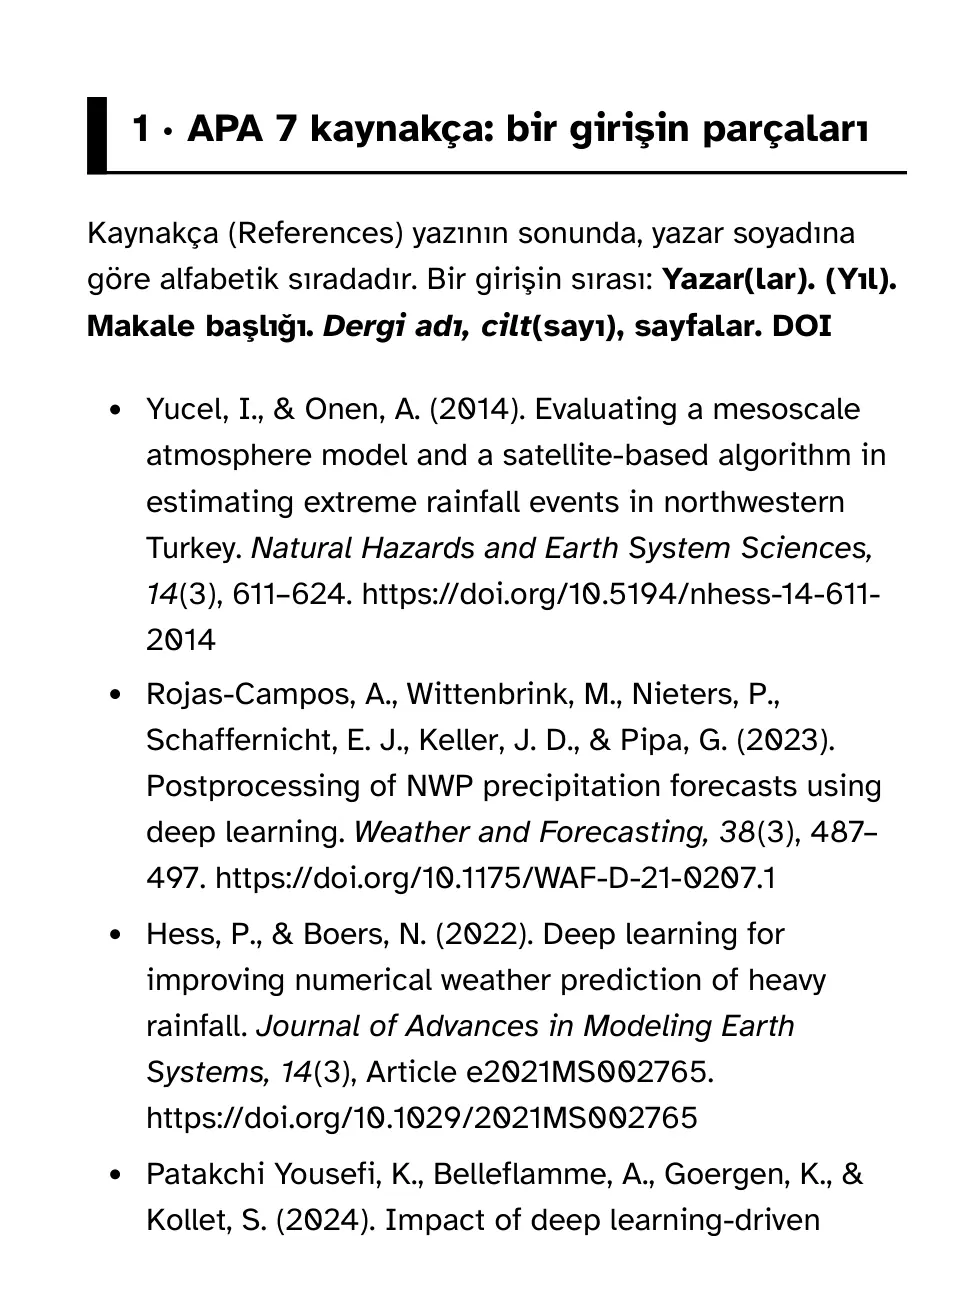 1 · APA 7 kaynakça: bir girişin parçaları
Kaynakça (References) yazının sonunda, yazar soyadına
göre alfabetik sıradadır. Bir girişin sırası: Yazar(lar). (Yıl).
Makale başlığı. Dergi adı, cilt(sayı), sayfalar. DOI
• Yucel, I., & Onen, A. (2014). Evaluating a mesoscale
atmosphere model and a satellite-based algorithm in
estimating extreme rainfall events in northwestern
Turkey. Natural Hazards and Earth System Sciences,
14(3), 611–624. https://doi.org/10.5194/nhess-14-611-
2014
• Rojas-Campos, A., Wittenbrink, M., Nieters, P.,
Schaffernicht, E. J., Keller, J. D., & Pipa, G. (2023).
Postprocessing of NWP precipitation forecasts using
deep learning. Weather and Forecasting, 38(3), 487–
497. https://doi.org/10.1175/WAF-D-21-0207.1
• Hess, P., & Boers, N. (2022). Deep learning for
improving numerical weather prediction of heavy
rainfall. Journal of Advances in Modeling Earth
Systems, 14(3), Article e2021MS002765.
https://doi.org/10.1029/2021MS002765
• Patakchi Yousefi, K., Belleflamme, A., Goergen, K., &
Kollet, S. (2024). Impact of deep learning-driven